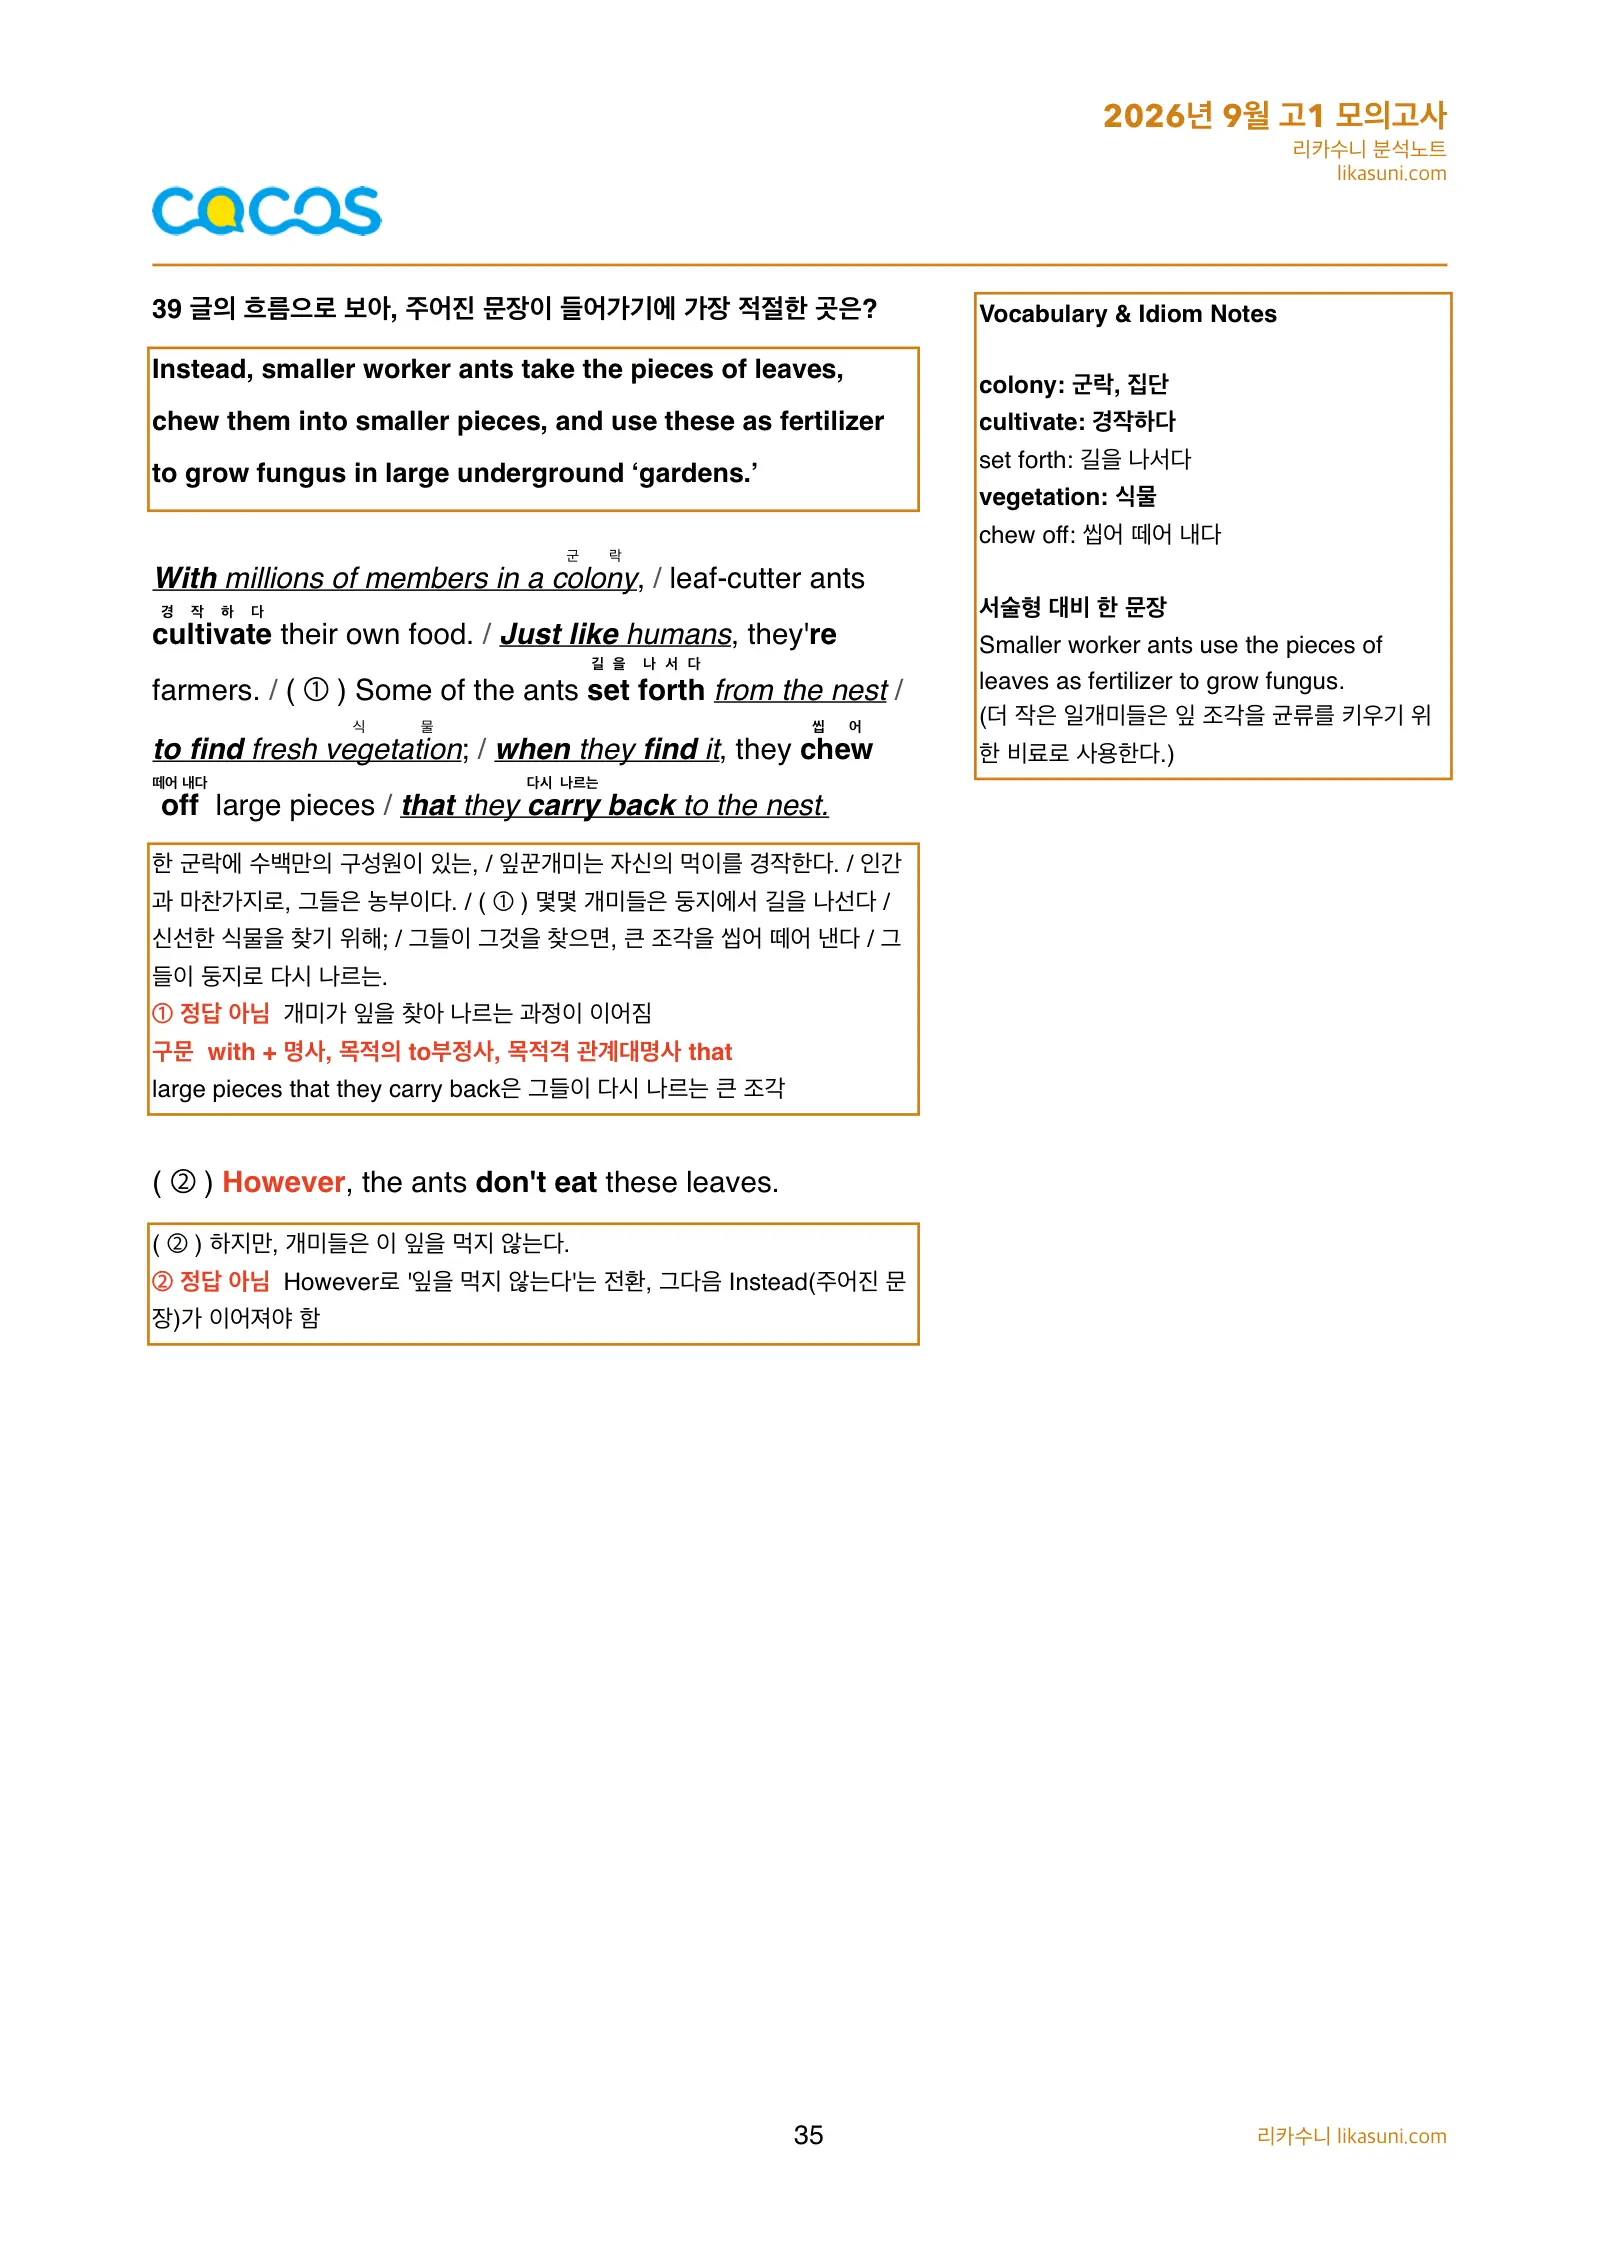 2026년 9월 고1 모의고사
리카수니 분석노트
likasuni.com
cacos
39 글의 흐름으로 보아, 주어진 문장이 들어가기에 가장 적절한 곳은?
Instead, smaller worker ants take the pieces of leaves,
chew them into smaller pieces, and use these as fertilizer
to grow fungus in large underground ‘gardens.’
군 락
With millions of members in a colony, / leaf-cutter ants
경 작 하 다
cultivate their own food. / Just like humans, they're
길 을 나 서 다
farmers. / ( ① ) Some of the ants set forth from the nest /
식 물 씹 어
to find fresh vegetation; / when they find it, they chew
떼어 내다 다시 나르는
off large pieces / that they carry back to the nest.
한 군락에 수백만의 구성원이 있는, / 잎꾼개미는 자신의 먹이를 경작한다. / 인간
과 마찬가지로, 그들은 농부이다. / ( ① ) 몇몇 개미들은 둥지에서 길을 나선다 /
신선한 식물을 찾기 위해; / 그들이 그것을 찾으면, 큰 조각을 씹어 떼어 낸다 / 그
들이 둥지로 다시 나르는.
① 정답 아님 개미가 잎을 찾아 나르는 과정이 이어짐
구문 with + 명사, 목적의 to부정사, 목적격 관계대명사 that
large pieces that they carry back은 그들이 다시 나르는 큰 조각
( ② ) However, the ants don't eat these leaves.
( ② ) 하지만, 개미들은 이 잎을 먹지 않는다.
② 정답 아님 However로 '잎을 먹지 않는다'는 전환, 그다음 Instead(주어진 문
장)가 이어져야 함
Vocabulary & Idiom Notes
colony: 군락, 집단
cultivate: 경작하다
set forth: 길을 나서다
vegetation: 식물
chew off: 씹어 떼어 내다
서술형 대비 한 문장
Smaller worker ants use the pieces of
leaves as fertilizer to grow fungus.
(더 작은 일개미들은 잎 조각을 균류를 키우기 위
한 비료로 사용한다.)
35
리카수니 likasuni.com